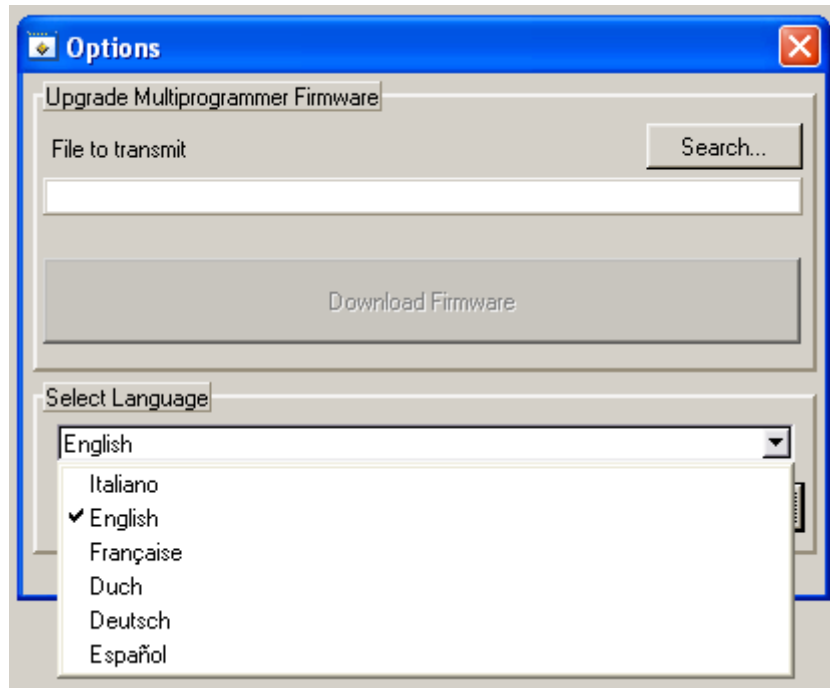 Options
Upgrade Multiprogrammer Firmware
File to transmit
Search...
Download Firmware
Select Language
English
Italiano
English
Française
Duch
Deutsch
Español